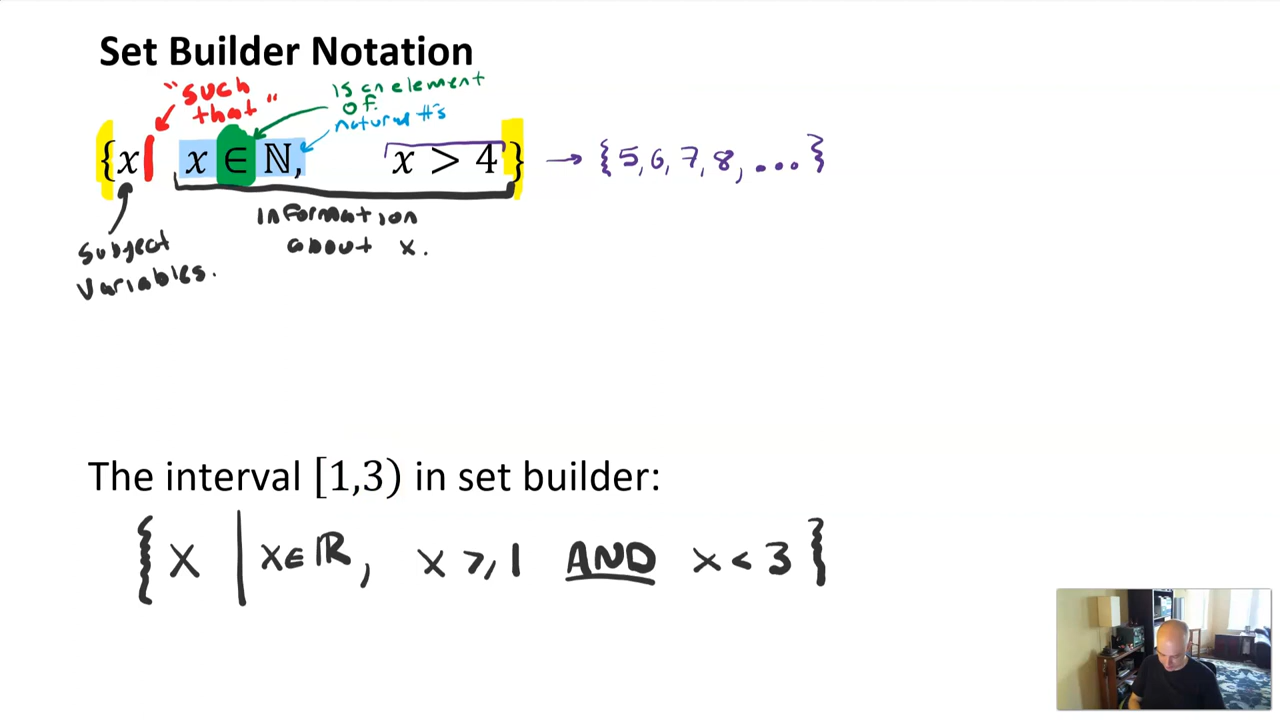 Set Builder Notation
"such that"
is an element of.
natural #'s
{x| x ∈ ℕ, x > 4} → {5,6,7,8, ...}
Information about x.
Subject Variables.
The interval [1,3) in set builder:
{ x | x∈ℝ, x ≥ 1 AND x < 3 }